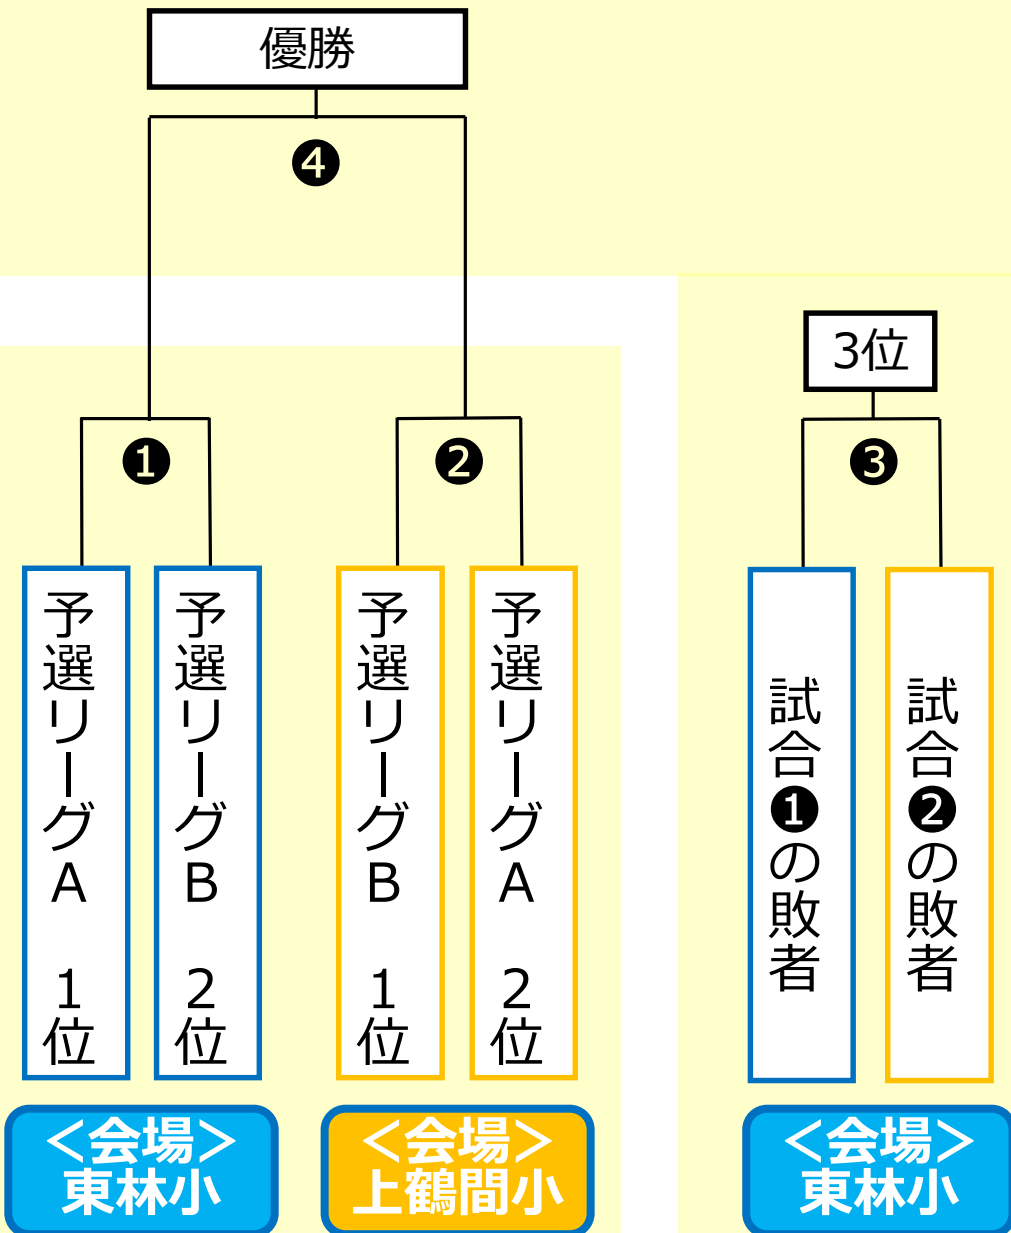 優勝
❹
3位
❶
❷
❸
予選リーグA 1位
予選リーグB 2位
予選リーグB 1位
予選リーグA 2位
試合❶の敗者
試合❷の敗者
＜会場＞
東林小
＜会場＞
上鶴間小
＜会場＞
東林小